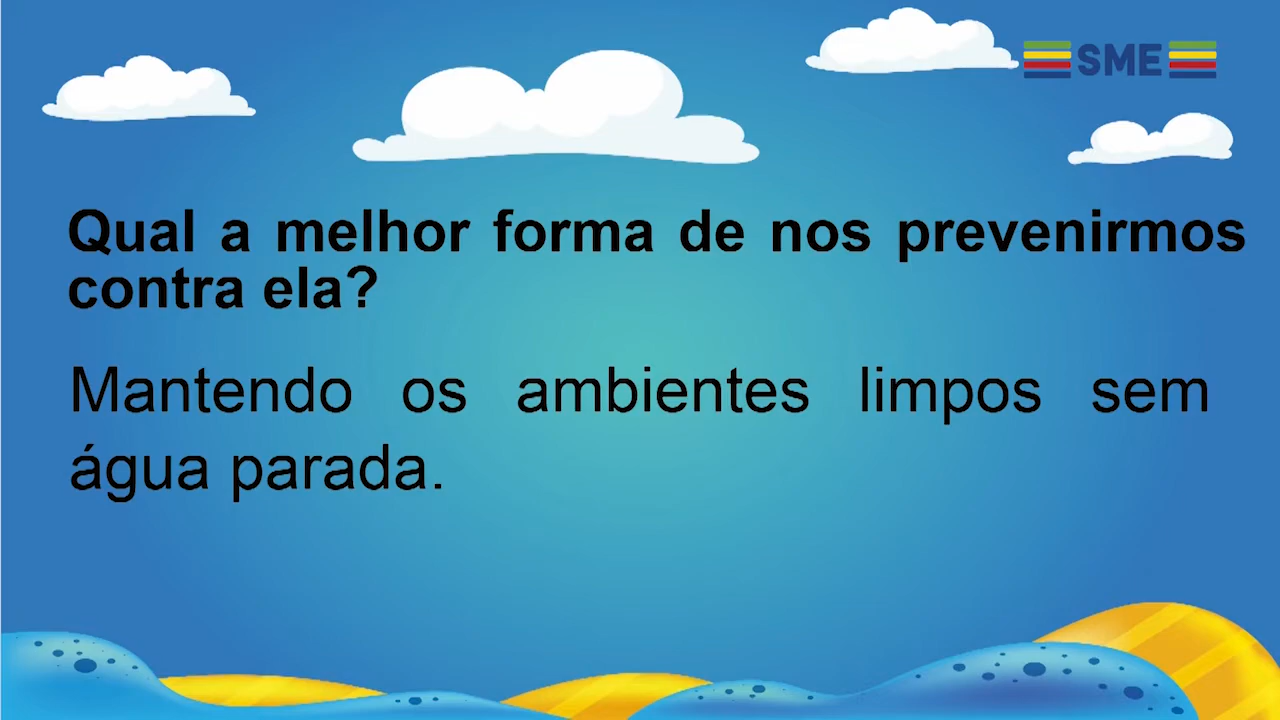 SME
Qual a melhor forma de nos prevenirmos
contra ela?
Mantendo os ambientes limpos sem
água parada.